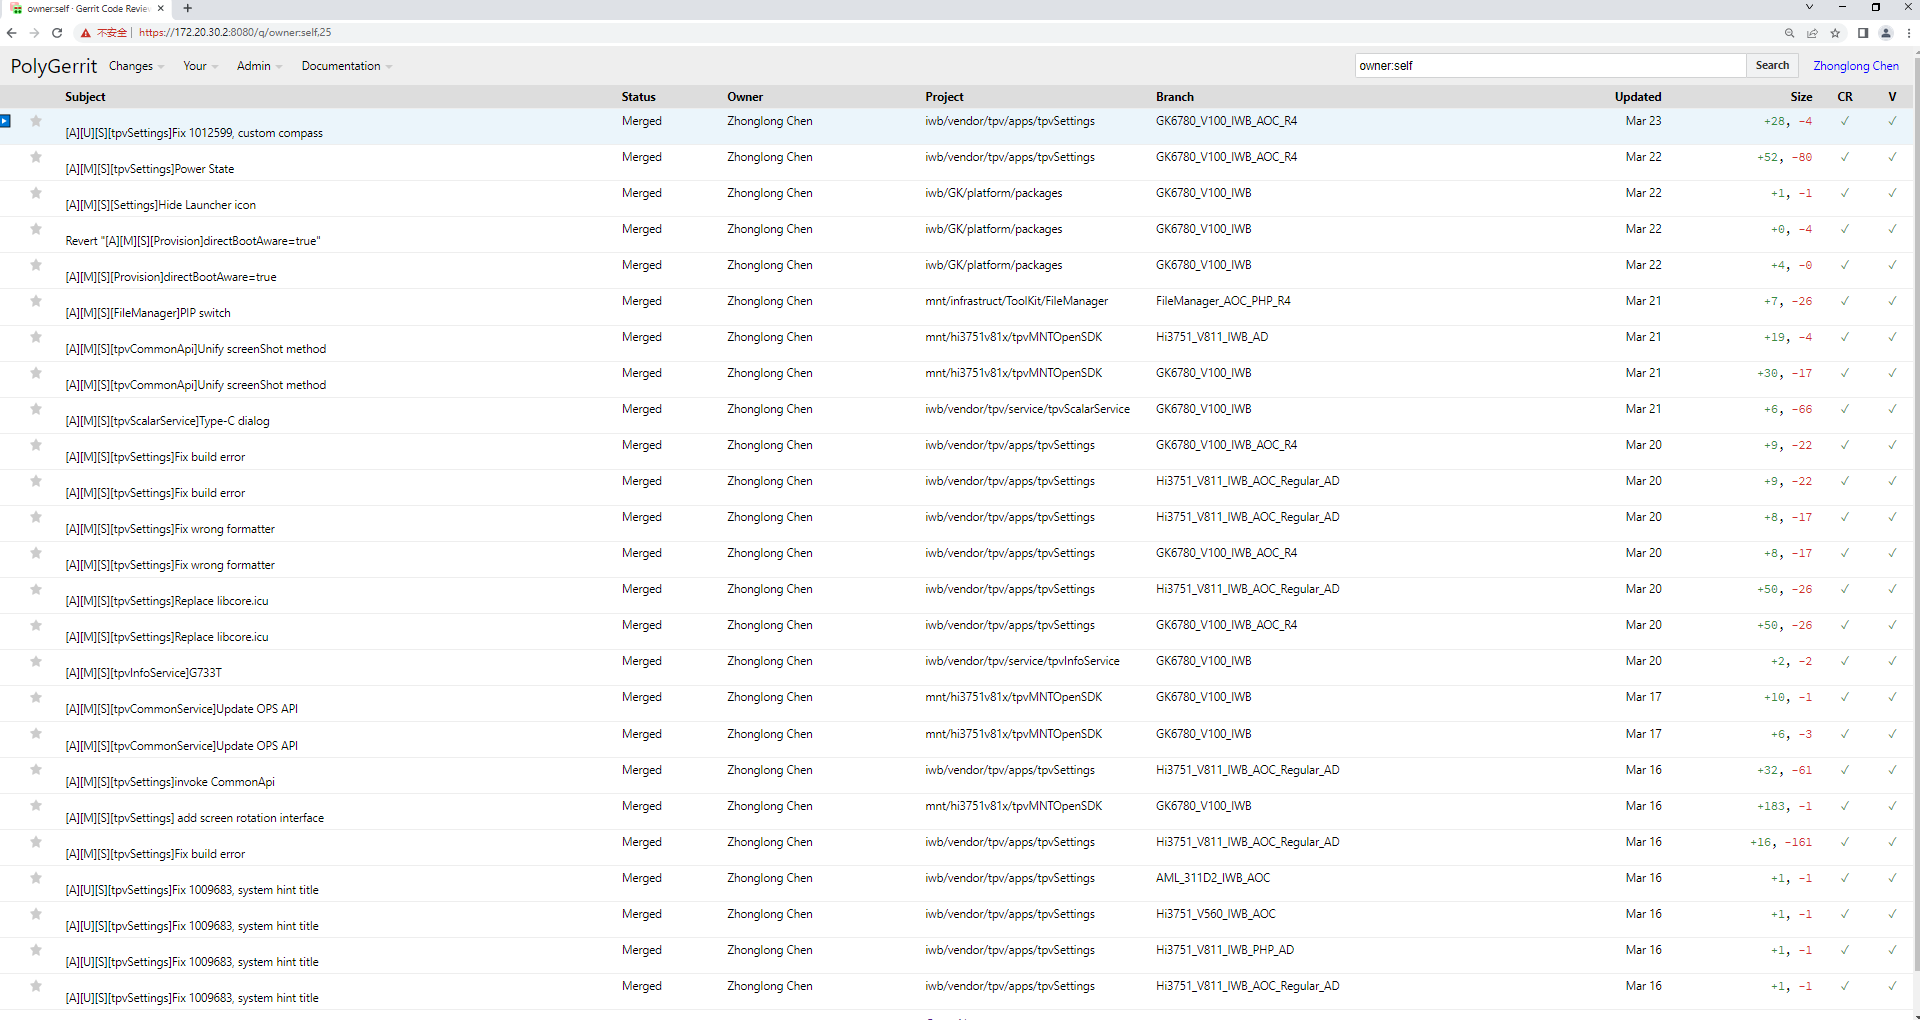 owner:self · Gerrit Code Revie
不安全 | https://172.20.30.2:8080/q/owner:self,25
PolyGerrit Changes Your Admin Documentation owner:self Search Zhonglong Chen
Subject Status Owner Project Branch Updated Size CR V
[A][U][S][tpvSettings]Fix 1012599, custom compass Merged Zhonglong Chen iwb/vendor/tpv/apps/tpvSettings GK6780_V100_IWB_AOC_R4 Mar 23 +28, -4 ✓ ✓
[A][M][S][tpvSettings]Power State Merged Zhonglong Chen iwb/vendor/tpv/apps/tpvSettings GK6780_V100_IWB_AOC_R4 Mar 22 +52, -80 ✓ ✓
[A][M][S][Settings]Hide Launcher icon Merged Zhonglong Chen iwb/GK/platform/packages GK6780_V100_IWB Mar 22 +1, -1 ✓ ✓
Revert "[A][M][S][Provision]directBootAware=true" Merged Zhonglong Chen iwb/GK/platform/packages GK6780_V100_IWB Mar 22 +0, -4 ✓ ✓
[A][M][S][Provision]directBootAware=true Merged Zhonglong Chen iwb/GK/platform/packages GK6780_V100_IWB Mar 22 +4, -0 ✓ ✓
[A][M][S][FileManager]PIP switch Merged Zhonglong Chen mnt/infrastruct/ToolKit/FileManager FileManager_AOC_PHP_R4 Mar 21 +7, -26 ✓ ✓
[A][M][S][tpvCommonApi]Unify screenShot method Merged Zhonglong Chen mnt/hi3751v81x/tpvMNTOpenSDK Hi3751_V811_IWB_AD Mar 21 +19, -4 ✓ ✓
[A][M][S][tpvCommonApi]Unify screenShot method Merged Zhonglong Chen mnt/hi3751v81x/tpvMNTOpenSDK GK6780_V100_IWB Mar 21 +30, -17 ✓ ✓
[A][M][S][tpvScalarService]Type-C dialog Merged Zhonglong Chen iwb/vendor/tpv/service/tpvScalarService GK6780_V100_IWB Mar 21 +6, -66 ✓ ✓
[A][M][S][tpvSettings]Fix build error Merged Zhonglong Chen iwb/vendor/tpv/apps/tpvSettings GK6780_V100_IWB_AOC_R4 Mar 20 +9, -22 ✓ ✓
[A][M][S][tpvSettings]Fix build error Merged Zhonglong Chen iwb/vendor/tpv/apps/tpvSettings Hi3751_V811_IWB_AOC_Regular_AD Mar 20 +9, -22 ✓ ✓
[A][M][S][tpvSettings]Fix wrong formatter Merged Zhonglong Chen iwb/vendor/tpv/apps/tpvSettings Hi3751_V811_IWB_AOC_Regular_AD Mar 20 +8, -17 ✓ ✓
[A][M][S][tpvSettings]Fix wrong formatter Merged Zhonglong Chen iwb/vendor/tpv/apps/tpvSettings GK6780_V100_IWB_AOC_R4 Mar 20 +8, -17 ✓ ✓
[A][M][S][tpvSettings]Replace libcore.icu Merged Zhonglong Chen iwb/vendor/tpv/apps/tpvSettings Hi3751_V811_IWB_AOC_Regular_AD Mar 20 +50, -26 ✓ ✓
[A][M][S][tpvSettings]Replace libcore.icu Merged Zhonglong Chen iwb/vendor/tpv/apps/tpvSettings GK6780_V100_IWB_AOC_R4 Mar 20 +50, -26 ✓ ✓
[A][M][S][tpvInfoService]G733T Merged Zhonglong Chen iwb/vendor/tpv/service/tpvInfoService GK6780_V100_IWB Mar 20 +2, -2 ✓ ✓
[A][M][S][tpvCommonService]Update OPS API Merged Zhonglong Chen mnt/hi3751v81x/tpvMNTOpenSDK GK6780_V100_IWB Mar 17 +10, -1 ✓ ✓
[A][M][S][tpvCommonService]Update OPS API Merged Zhonglong Chen mnt/hi3751v81x/tpvMNTOpenSDK GK6780_V100_IWB Mar 17 +6, -3 ✓ ✓
[A][M][S][tpvSettings]invoke CommonApi Merged Zhonglong Chen iwb/vendor/tpv/apps/tpvSettings Hi3751_V811_IWB_AOC_Regular_AD Mar 16 +32, -61 ✓ ✓
[A][M][S][tpvSettings] add screen rotation interface Merged Zhonglong Chen mnt/hi3751v81x/tpvMNTOpenSDK GK6780_V100_IWB Mar 16 +183, -1 ✓ ✓
[A][M][S][tpvSettings]Fix build error Merged Zhonglong Chen iwb/vendor/tpv/apps/tpvSettings Hi3751_V811_IWB_AOC_Regular_AD Mar 16 +16, -161 ✓ ✓
[A][U][S][tpvSettings]Fix 1009683, system hint title Merged Zhonglong Chen iwb/vendor/tpv/apps/tpvSettings AML_311D2_IWB_AOC Mar 16 +1, -1 ✓ ✓
[A][U][S][tpvSettings]Fix 1009683, system hint title Merged Zhonglong Chen iwb/vendor/tpv/apps/tpvSettings Hi3751_V560_IWB_AOC Mar 16 +1, -1 ✓ ✓
[A][U][S][tpvSettings]Fix 1009683, system hint title Merged Zhonglong Chen iwb/vendor/tpv/apps/tpvSettings Hi3751_V811_IWB_PHP_AD Mar 16 +1, -1 ✓ ✓
[A][U][S][tpvSettings]Fix 1009683, system hint title Merged Zhonglong Chen iwb/vendor/tpv/apps/tpvSettings Hi3751_V811_IWB_AOC_Regular_AD Mar 16 +1, -1 ✓ ✓